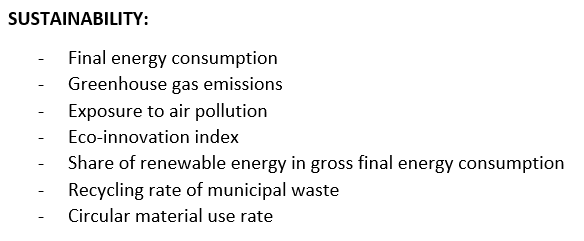 SUSTAINABILITY:
- Final energy consumption
- Greenhouse gas emissions
- Exposure to air pollution
- Eco-innovation index
- Share of renewable energy in gross final energy consumption
- Recycling rate of municipal waste
- Circular material use rate